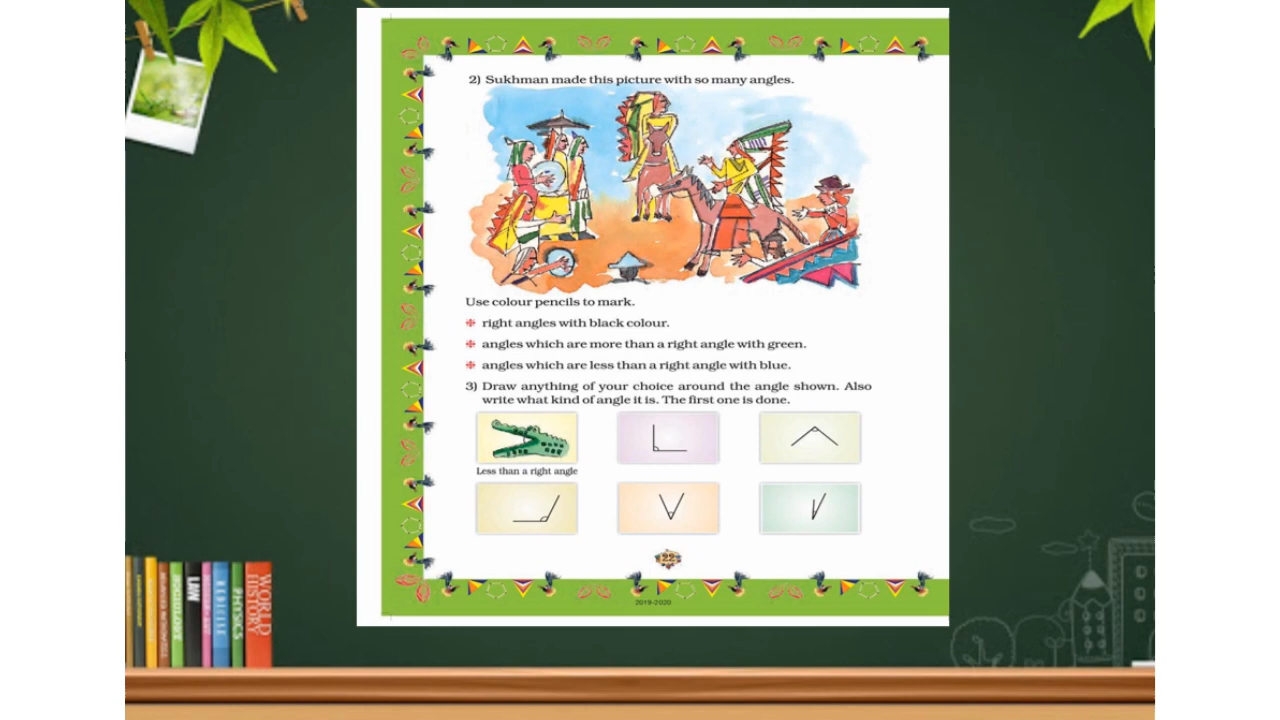 2) Sukhman made this picture with so many angles.
Use colour pencils to mark.
right angles with black colour.
angles which are more than a right angle with green.
angles which are less than a right angle with blue.
3) Draw anything of your choice around the angle shown. Also
write what kind of angle it is. The first one is done.
Less than a right angle
22
2019-2020
SOCIOLOGY
LAW
PHYSICS
WORLD
HISTORY